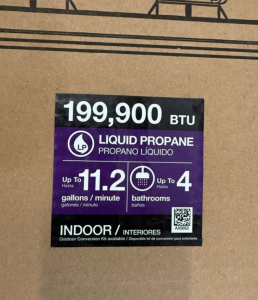 199,900 BTU
LP
LIQUID PROPANE
PROPANO LÍQUIDO
Up To
Hasta
11.2
gallons / minute
galones / minuto
Up To
Hasta
4
bathrooms
baños
INDOOR / INTERIORES
Outdoor Conversion Kit available / Disponible kit de conversión para exteriores